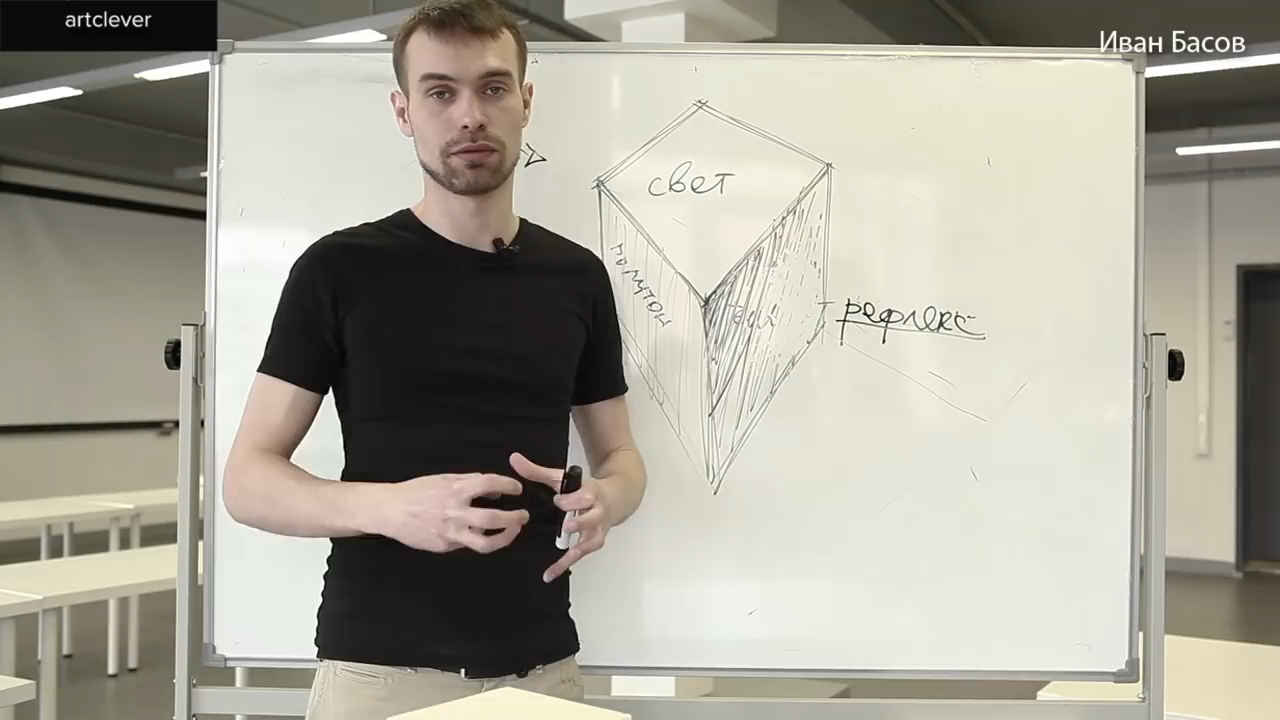 artclever
Иван Басов
свет
полутон
тень
рефлекс